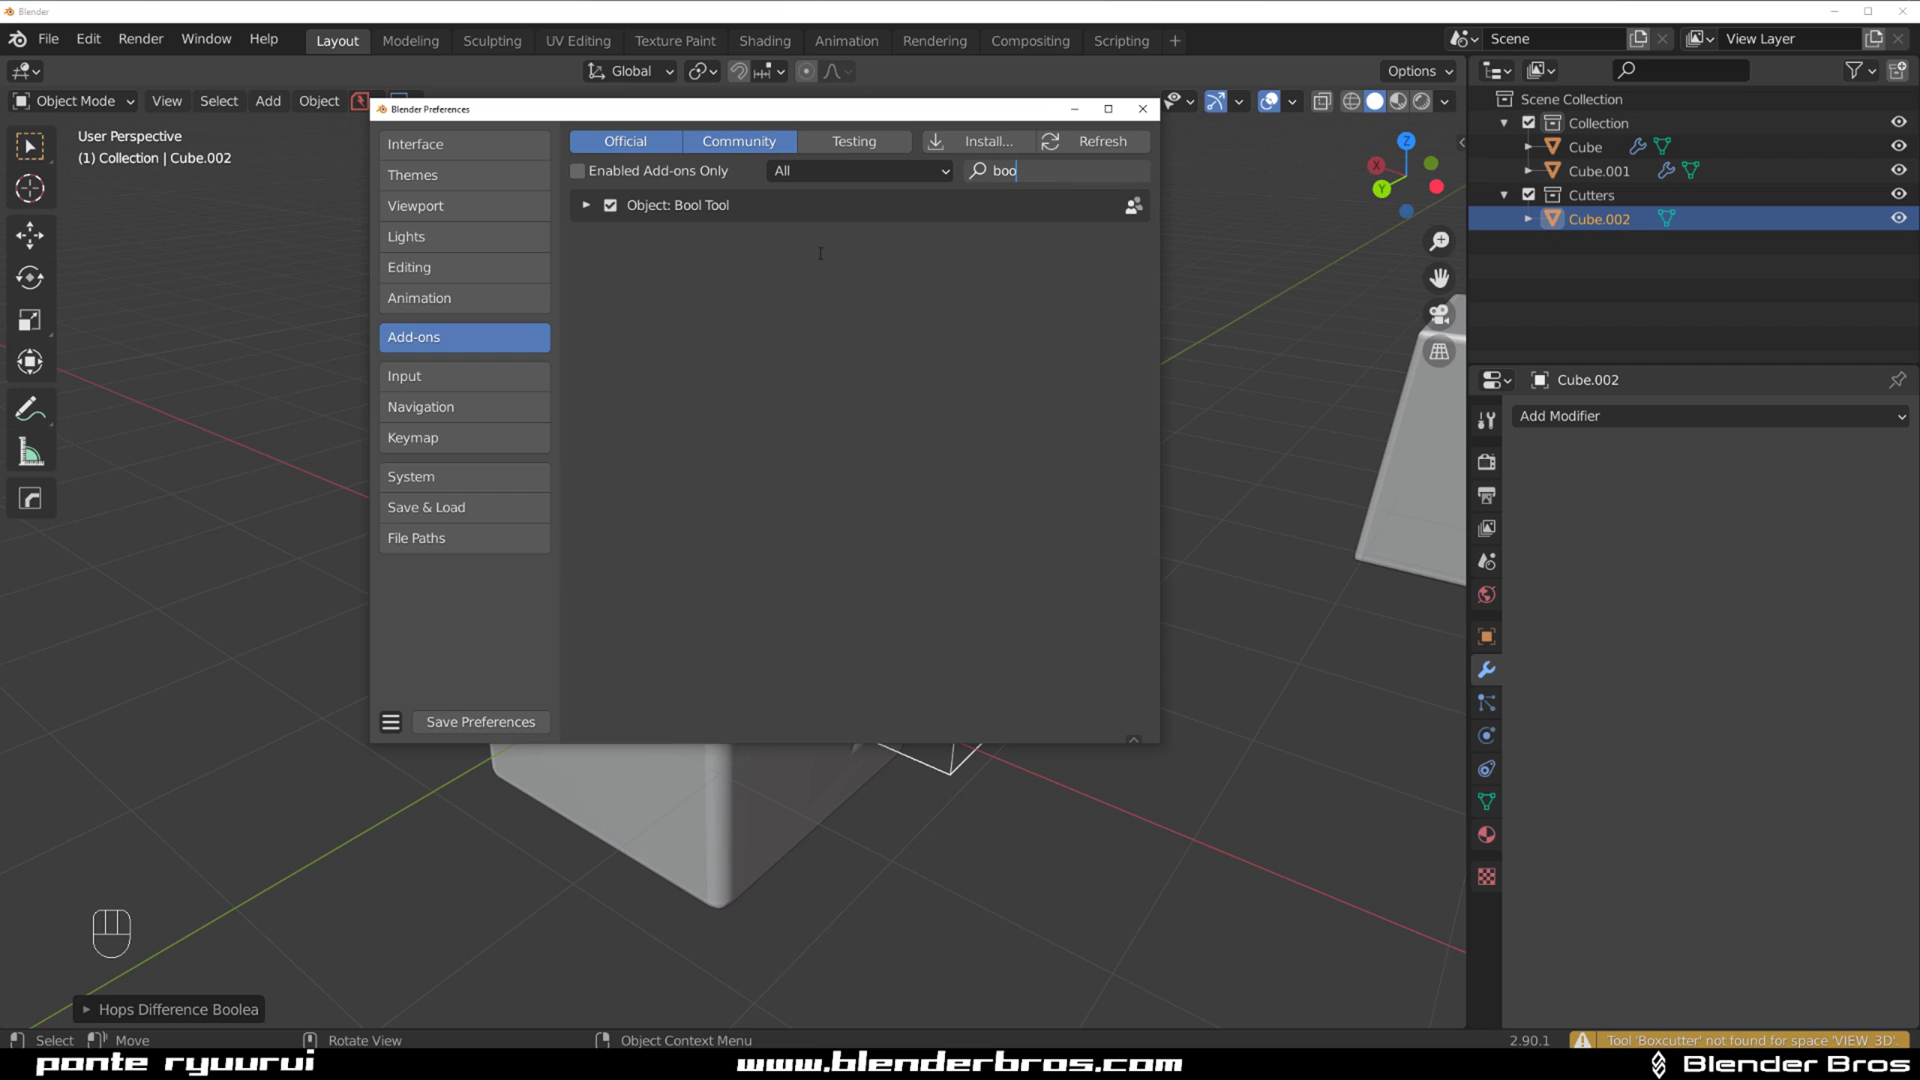 Blender
File Edit Render Window Help Layout Modeling Sculpting UV Editing Texture Paint Shading Animation Rendering Compositing Scripting + Scene View Layer
Global Options
Object Mode View Select Add Object
User Perspective
(1) Collection | Cube.002
Blender Preferences
Interface
Themes
Viewport
Lights
Editing
Animation
Add-ons
Input
Navigation
Keymap
System
Save & Load
File Paths
Save Preferences
Official Community Testing Install... Refresh
Enabled Add-ons Only All boo
Object: Bool Tool
Z
X
Y
Scene Collection
Collection
Cube
Cube.001
Cutters
Cube.002
Cube.002
Add Modifier
Hops Difference Boolea
Select Move Rotate View Object Context Menu 2.90.1 Tool 'Boxcutter' not found for space 'VIEW_3D'.
ponte ryuurui www.blenderbros.com Blender Bros